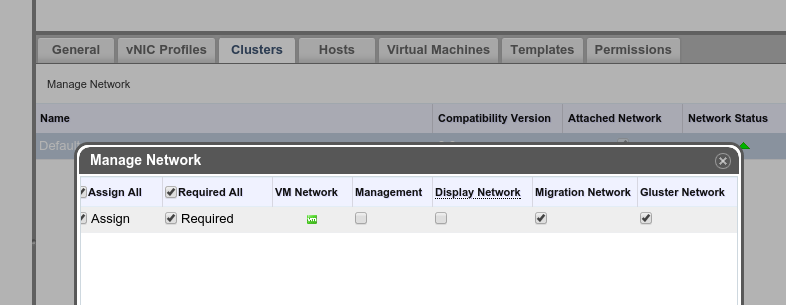 General vNIC Profiles Clusters Hosts Virtual Machines Templates Permissions
Manage Network
Name Compatibility Version Attached Network Network Status
Default
Manage Network
Assign All Required All VM Network Management Display Network Migration Network Gluster Network
Assign Required vm